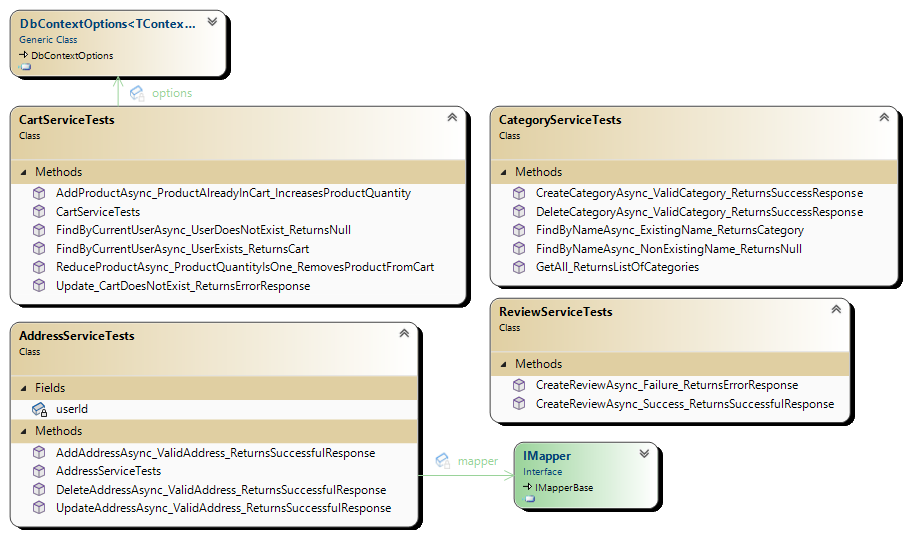 DbContextOptions<TContex...
Generic Class
DbContextOptions
options
CartServiceTests
Class
Methods
AddProductAsync_ProductAlreadyInCart_IncreasesProductQuantity
CartServiceTests
FindByCurrentUserAsync_UserDoesNotExist_ReturnsNull
FindByCurrentUserAsync_UserExists_ReturnsCart
ReduceProductAsync_ProductQuantityIsOne_RemovesProductFromCart
Update_CartDoesNotExist_ReturnsErrorResponse
CategoryServiceTests
Class
Methods
CreateCategoryAsync_ValidCategory_ReturnsSuccessResponse
DeleteCategoryAsync_ValidCategory_ReturnsSuccessResponse
FindByNameAsync_ExistingName_ReturnsCategory
FindByNameAsync_NonExistingName_ReturnsNull
GetAll_ReturnsListOfCategories
AddressServiceTests
Class
Fields
userId
Methods
AddAddressAsync_ValidAddress_ReturnsSuccessfulResponse
AddressServiceTests
DeleteAddressAsync_ValidAddress_ReturnsSuccessfulResponse
UpdateAddressAsync_ValidAddress_ReturnsSuccessfulResponse
ReviewServiceTests
Class
Methods
CreateReviewAsync_Failure_ReturnsErrorResponse
CreateReviewAsync_Success_ReturnsSuccessfulResponse
mapper
IMapper
Interface
IMapperBase